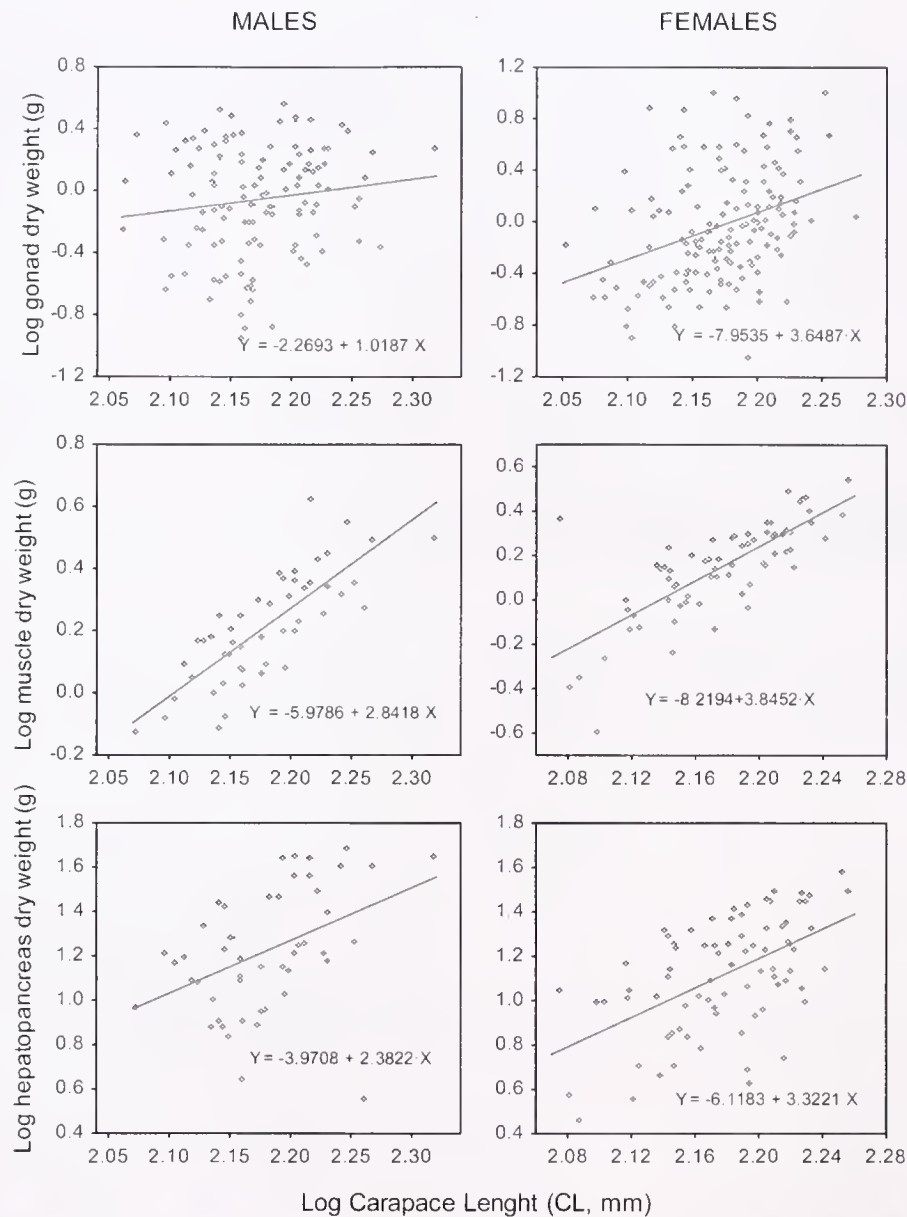 MALES
FEMALES
Log gonad dry weight (g)
0.8
0.4
0.0
-0.4
-0.8
-1.2
Y = -2.2693 + 1.0187 X
2.05 2.10 2.15 2 20 2.25 2.30
1.2
0.8
0.4
0.0
-0.4
-0.8
-1.2
Y = -7.9535 + 3.6487·X
2.05 2.10 2.15 2.20 2.25 2.30
Log muscle dry weight (g)
0.8
0.6
0.4
0.2
0.0
-0.2
Y = -5.9786 + 2.8418 X
2.05 2.10 2.15 2.20 2.25 2.30
0.6
0.4
0.2
0.0
-0.2
-0.4
-0.6
Y = -8 2194+3.8452·X
2.08 2.12 2.16 2.20 2.24 2.28
Log hepatopancreas dry weight (g)
1.8
1.6
1.4
1.2
1.0
0.8
0.6
0.4
Y = -3.9708 + 2.3822·X
2.05 2.10 2.15 2.20 2.25 2.30
1.8
1.6
1.4
1.2
1.0
0.8
0.6
0.4
Y = -6.1183 + 3.3221 X
2.08 2.12 2.16 2.20 2.24 2.28
Log Carapace Lenght (CL, mm)